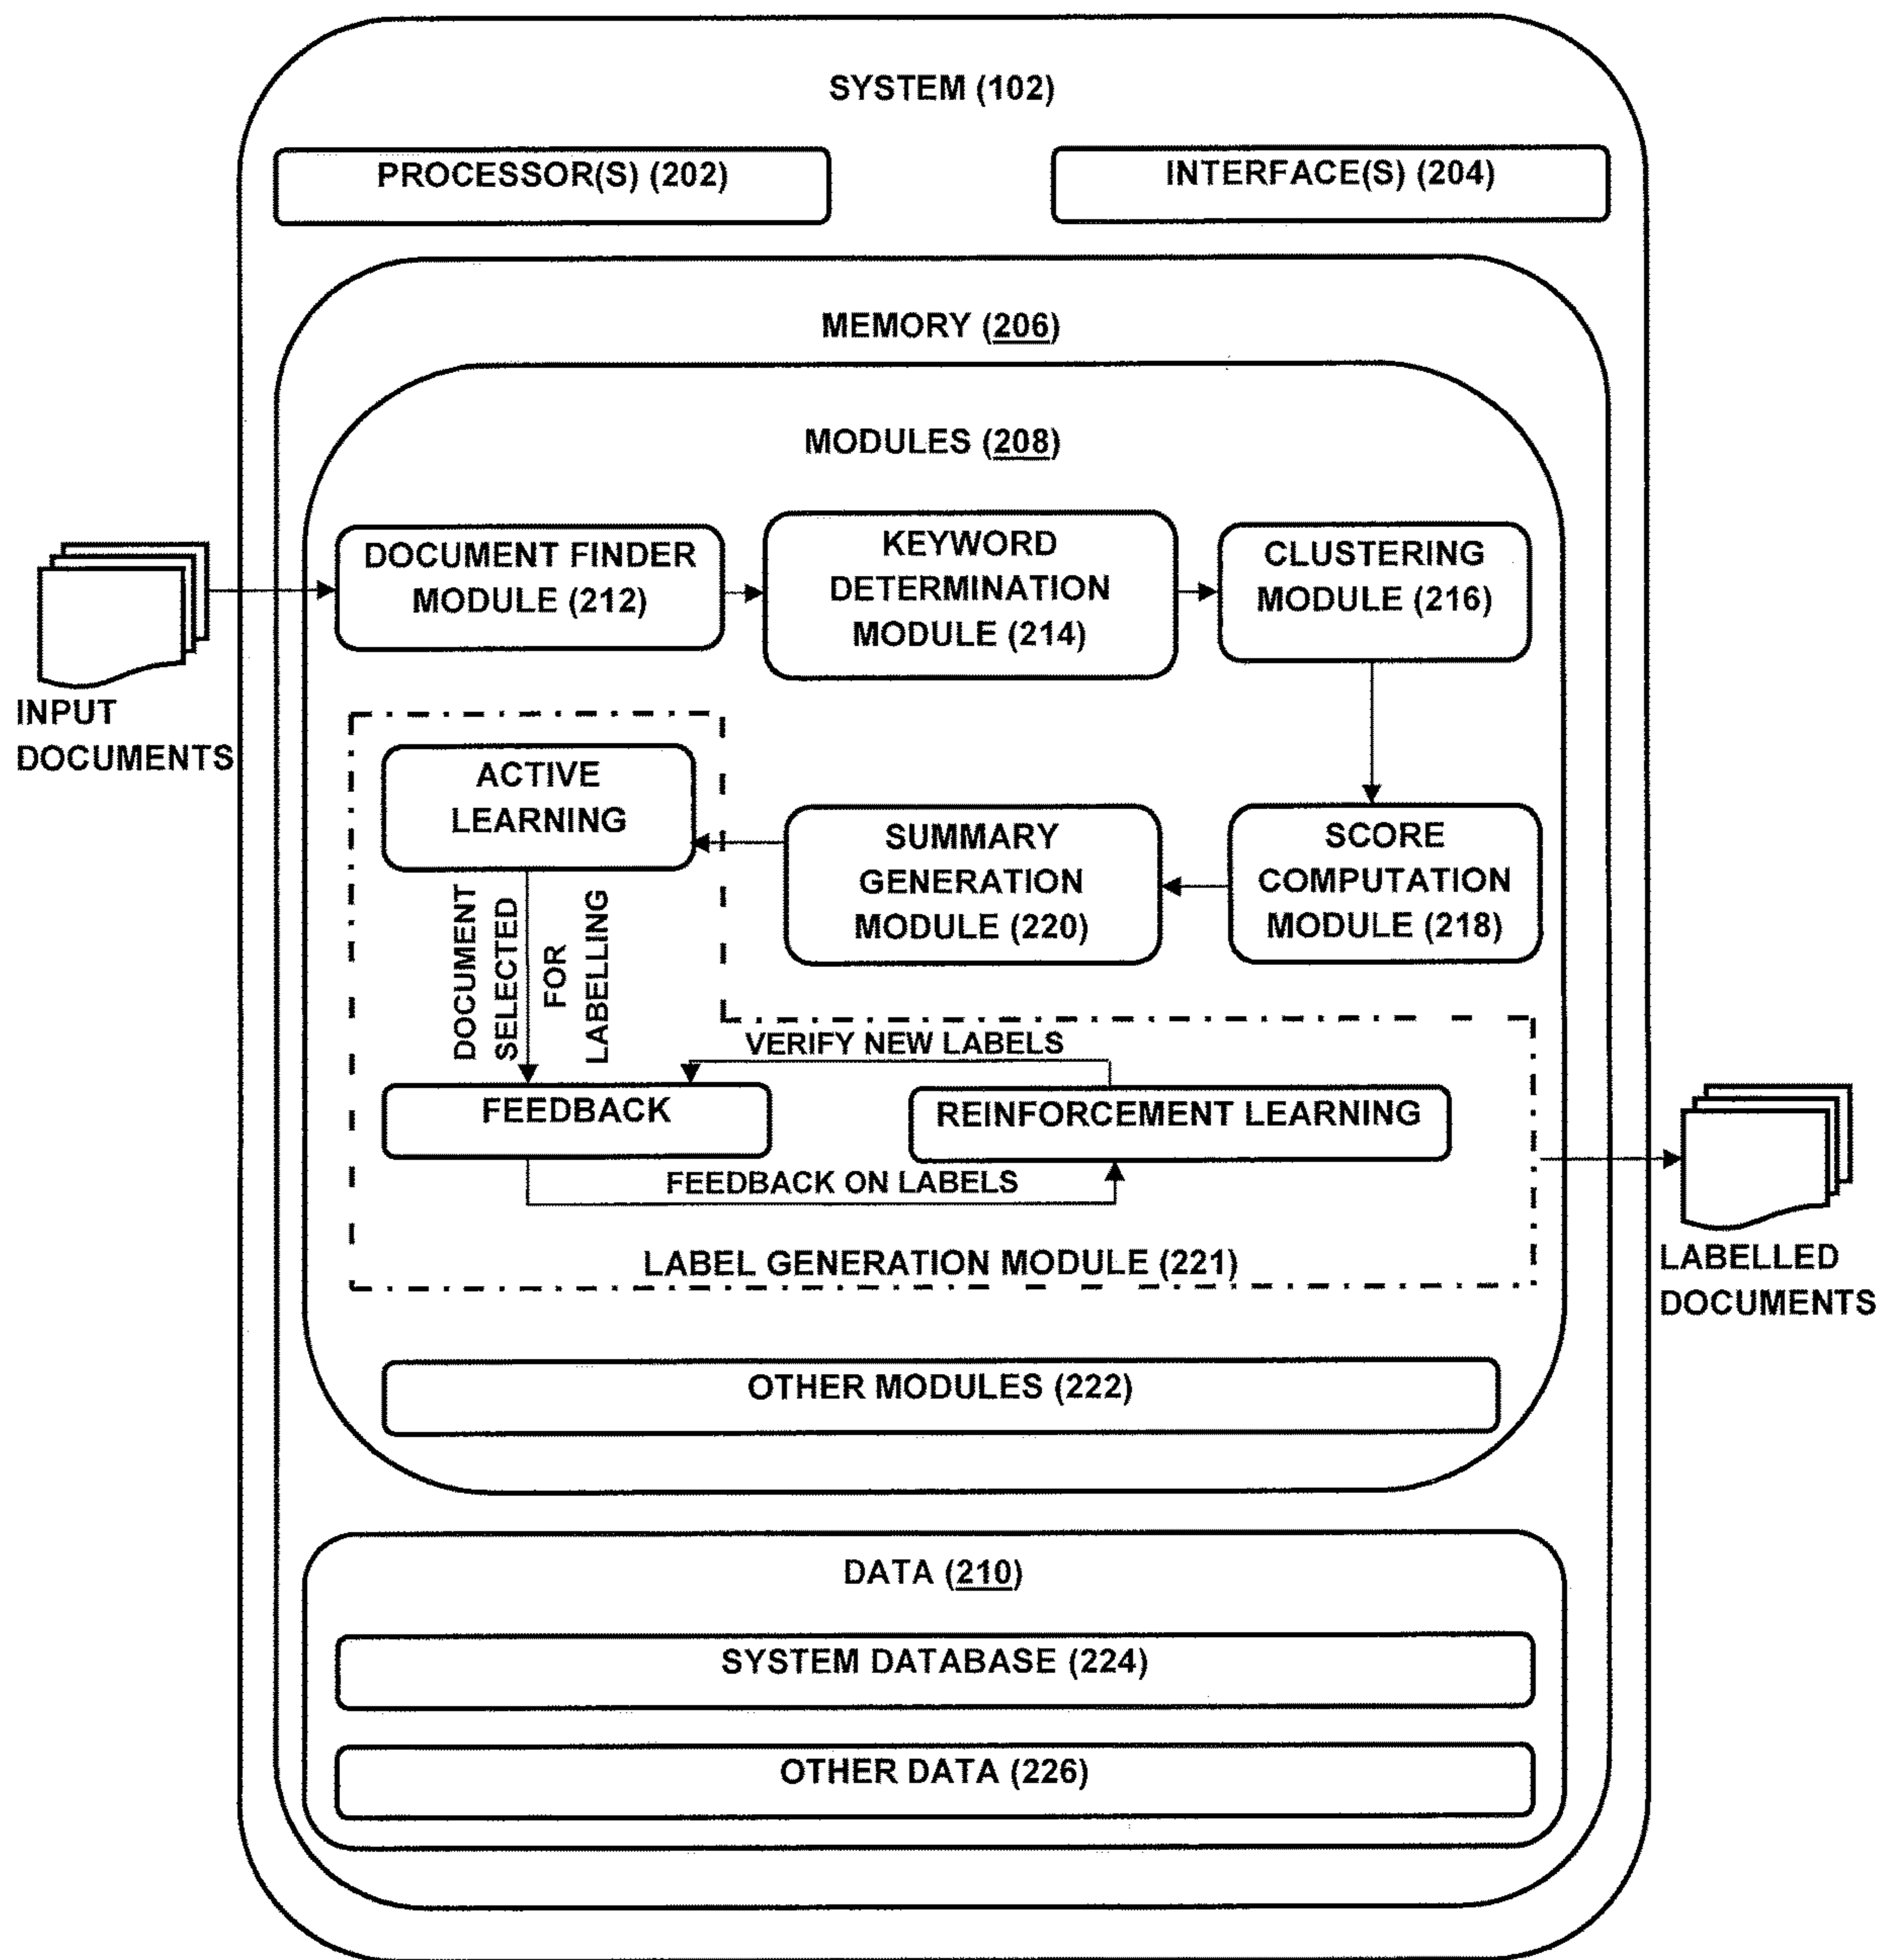 SYSTEM (102)
PROCESSOR(S) (202)
INTERFACE(S) (204)
MEMORY (206)
MODULES (208)
DOCUMENT FINDER
MODULE (212)
KEYWORD
DETERMINATION
MODULE (214)
CLUSTERING
MODULE (216)
INPUT
DOCUMENTS
ACTIVE
LEARNING
SUMMARY
GENERATION
MODULE (220)
SCORE
COMPUTATION
MODULE (218)
DOCUMENT
SELECTED
FOR
LABELLING
VERIFY NEW LABELS
FEEDBACK
REINFORCEMENT LEARNING
FEEDBACK ON LABELS
LABEL GENERATION MODULE (221)
LABELLED
DOCUMENTS
OTHER MODULES (222)
DATA (210)
SYSTEM DATABASE (224)
OTHER DATA (226)